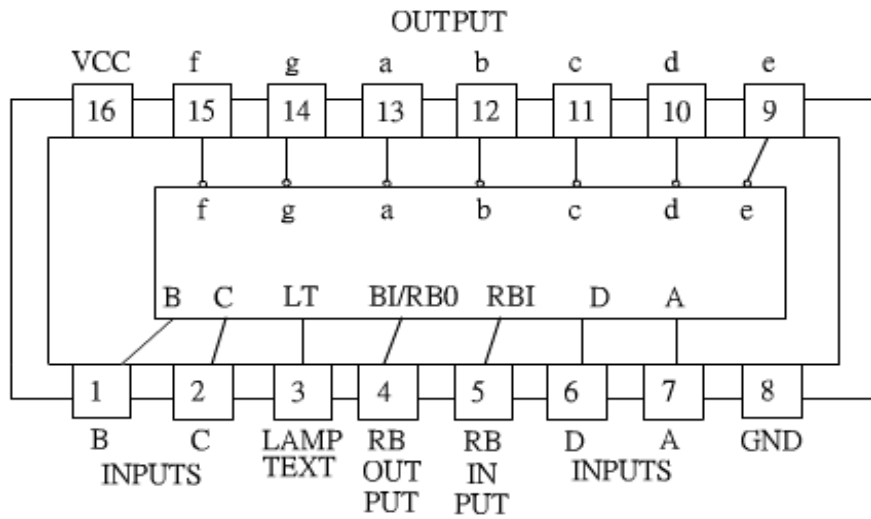 OUTPUT
VCC f g a b c d e
16 15 14 13 12 11 10 9
f g a b c d e
B C LT BI/RB0 RBI D A
1 2 3 4 5 6 7 8
B C LAMP RB RB D A GND
INPUTS TEXT OUT IN INPUTS
PUT PUT